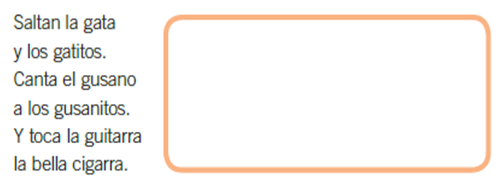 Saltan la gata
y los gatitos.
Canta el gusano
a los gusanitos.
Y toca la guitarra
la bella cigarra.